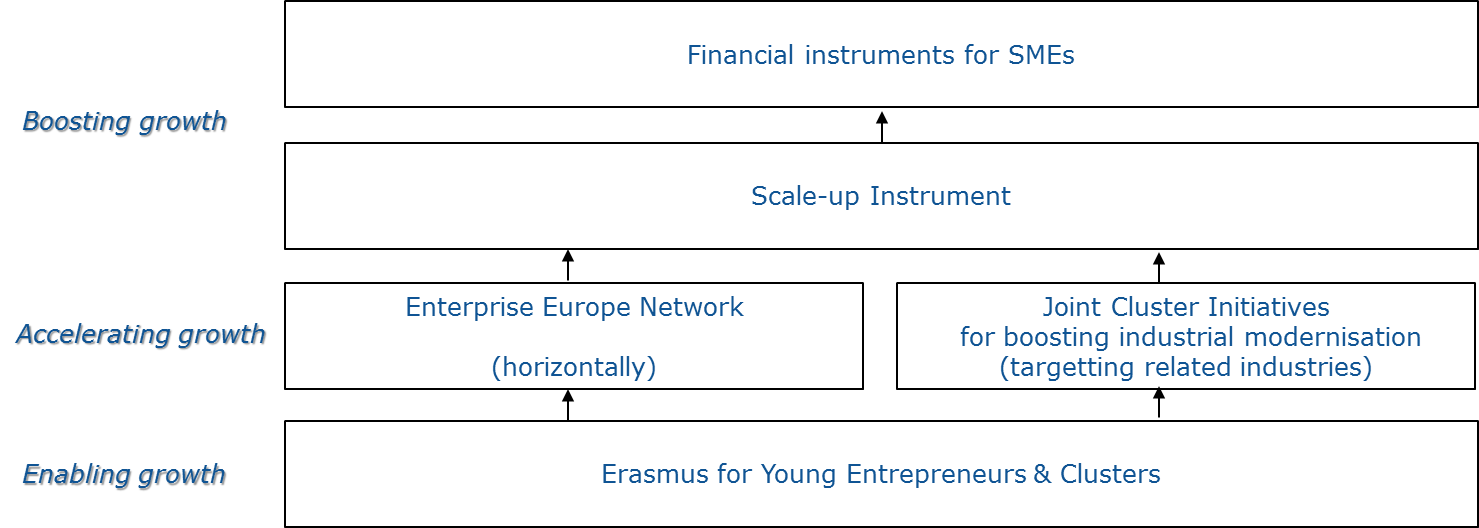 Financial instruments for SMEs
Boosting growth
Scale-up Instrument
Accelerating growth
Enterprise Europe Network
(horizontally)
Joint Cluster Initiatives
for boosting industrial modernisation
(targetting related industries)
Enabling growth
Erasmus for Young Entrepreneurs & Clusters